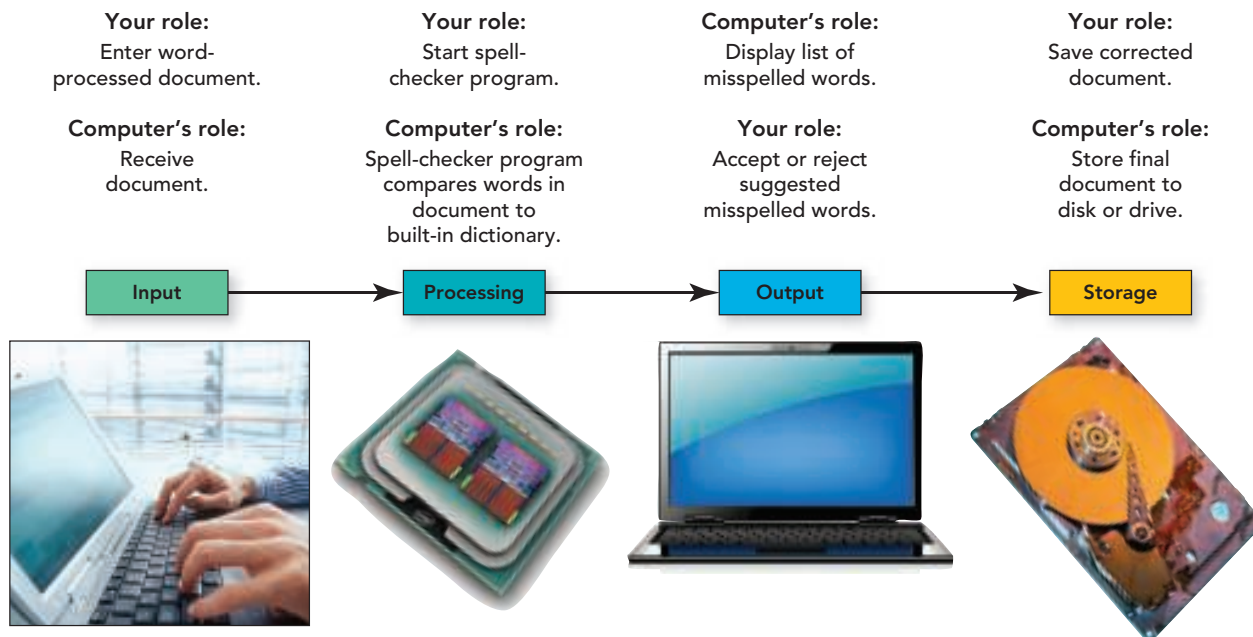 Your role:
Enter word-
processed document.
Computer's role:
Receive
document.
Your role:
Start spell-
checker program.
Computer's role:
Spell-checker program
compares words in
document to
built-in dictionary.
Computer's role:
Display list of
misspelled words.
Your role:
Accept or reject
suggested
misspelled words.
Your role:
Save corrected
document.
Computer's role:
Store final
document to
disk or drive.
Input
Processing
Output
Storage